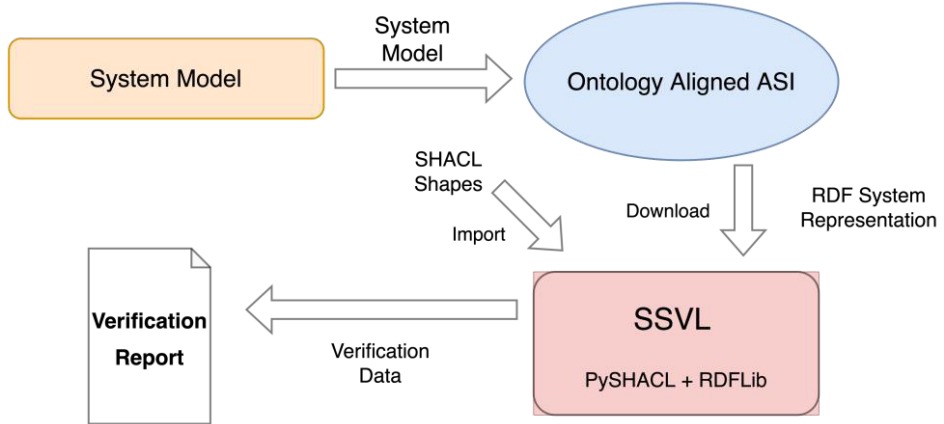 System Model
System
Model
Ontology Aligned ASI
SHACL
Shapes
Import
Download
RDF System
Representation
SSVL
PySHACL + RDFLib
Verification
Data
Verification
Report